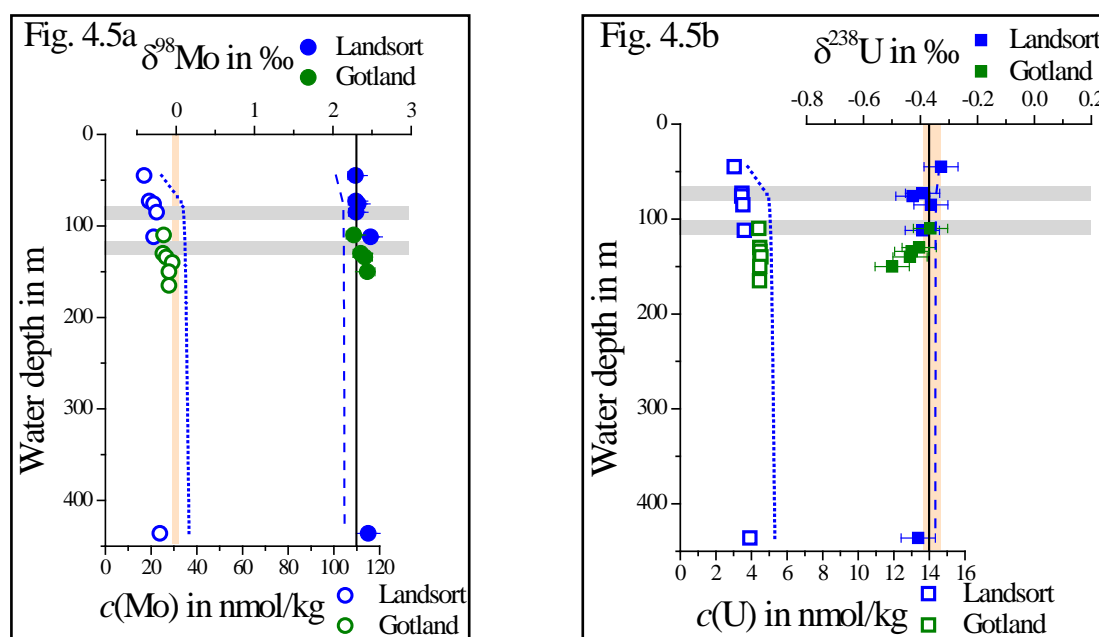 Fig. 4.5a
δ98Mo in ‰
Landsort
Gotland
0 1 2 3
0
100
200
300
400
Water depth in m
0 20 40 60 80 100 120
c(Mo) in nmol/kg
Landsort
Gotland
Fig. 4.5b
δ238U in ‰
Landsort
Gotland
-0.8 -0.6 -0.4 -0.2 0.0 0.2
0
100
200
300
400
Water depth in m
0 2 4 6 8 10 12 14 16
c(U) in nmol/kg
Landsort
Gotland